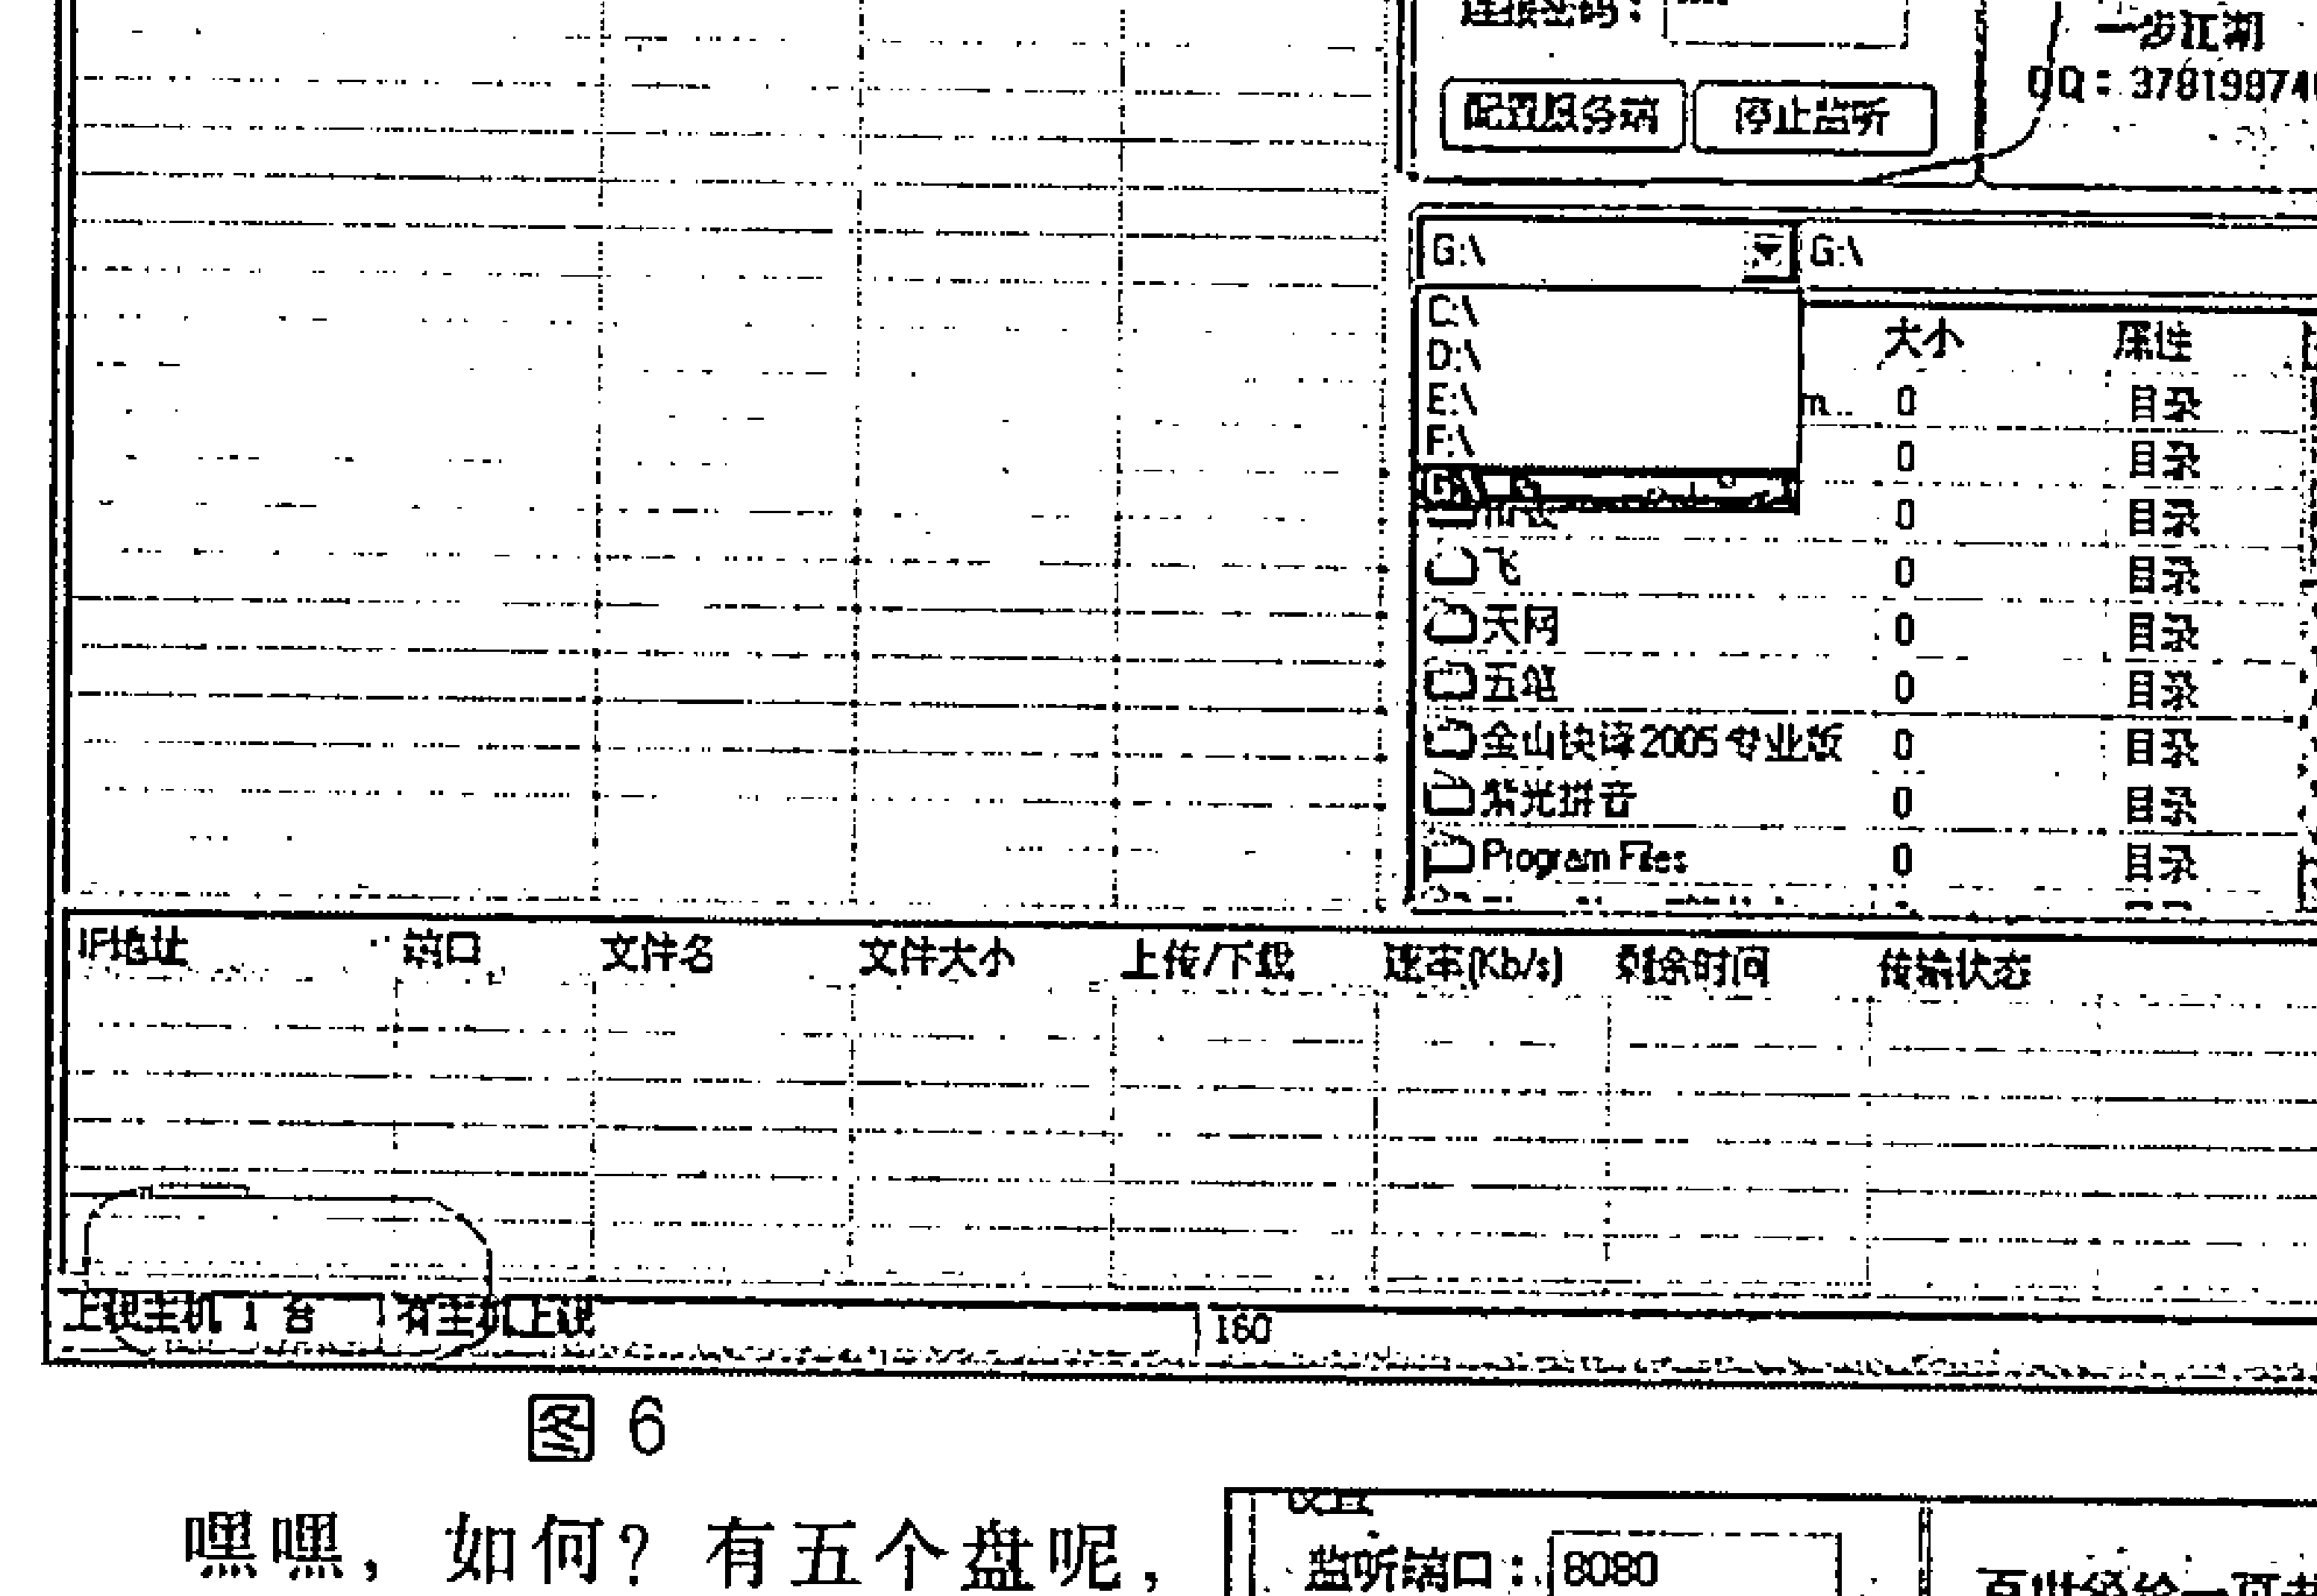 连接密码：
一步江湖
QQ：37819874
配置服务端 停止监听
G:\ G:\
C:\
D:\
E:\
F:\
G:\
大小 属性
m... 0 目录
0 目录
0 目录
飞 0 目录
天网 0 目录
五笔 0 目录
金山快译2005专业版 0 目录
紫光拼音 0 目录
Program Files 0 目录
IP地址 端口 文件名 文件大小 上传/下载 速率(Kb/s) 剩余时间 传输状态
上线主机 1 台 有主机上线 160
图 6
嘿嘿，如何？有五个盘呢，
设置
监听端口：8080